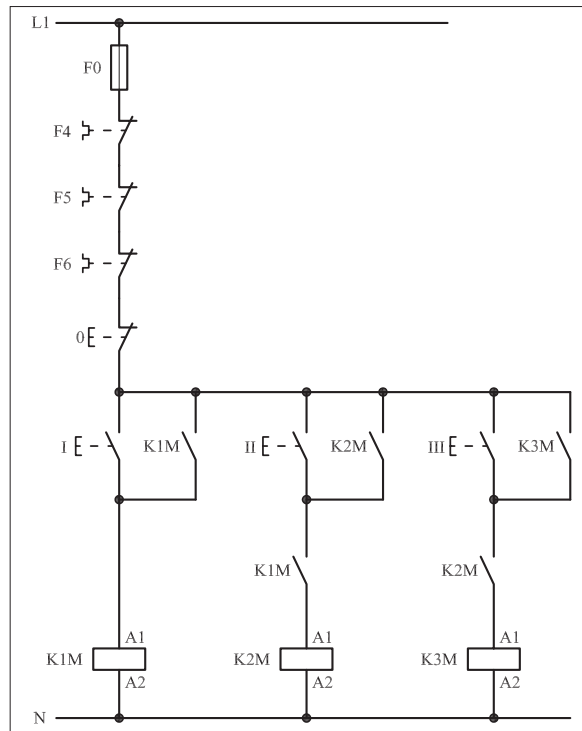 L1
F0
F4
F5
F6
0
I K1M II K2M III K3M
K1M K2M
A1 A1 A1
K1M K2M K3M
A2 A2 A2
N